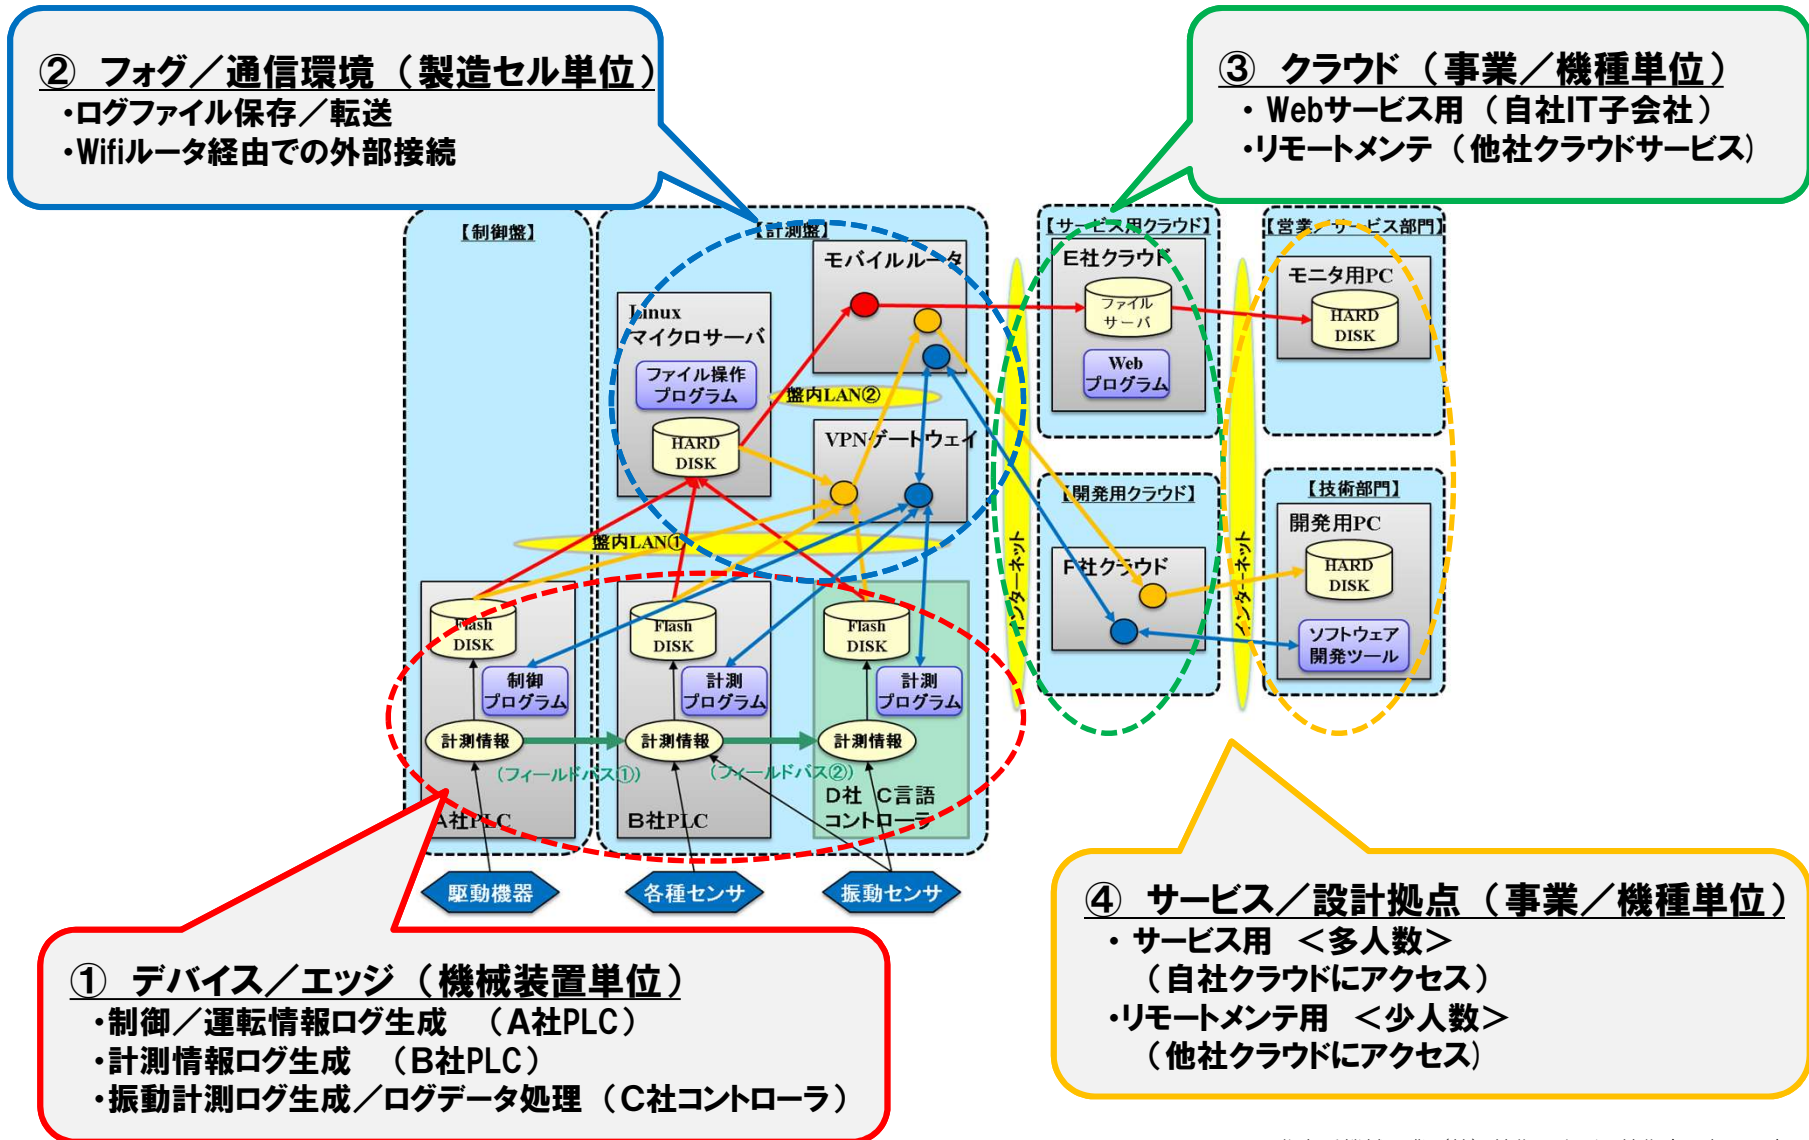 ② フォグ／通信環境 （製造セル単位）
・ログファイル保存／転送
・Wifiルータ経由での外部接続
③ クラウド （事業／機種単位）
・ Webサービス用 （自社IT子会社）
・リモートメンテ （他社クラウドサービス）
【制御盤】
【計測盤】
【サービス用クラウド】
【営業／サービス部門】
モバイルルータ
E社クラウド
ファイル
サーバ
Web
プログラム
モニタ用PC
HARD
DISK
Linux
マイクロサーバ
ファイル操作
プログラム
HARD
DISK
盤内LAN②
VPNゲートウェイ
盤内LAN①
インターネット
インターネット
【開発用クラウド】
F社クラウド
【技術部門】
開発用PC
HARD
DISK
ソフトウェア
開発ツール
Flash
DISK
制御
プログラム
計測情報
A社PLC
Flash
DISK
計測
プログラム
計測情報
B社PLC
Flash
DISK
計測
プログラム
計測情報
D社 C言語
コントローラ
（フィールドバス①）
（フィールドバス②）
駆動機器
各種センサ
振動センサ
① デバイス／エッジ （機械装置単位）
・制御／運転情報ログ生成 （A社PLC）
・計測情報ログ生成 （B社PLC）
・振動計測ログ生成／ログデータ処理 （C社コントローラ）
④ サービス／設計拠点 （事業／機種単位）
・ サービス用 ＜多人数＞
（自社クラウドにアクセス）
・リモートメンテ用 ＜少人数＞
（他社クラウドにアクセス）